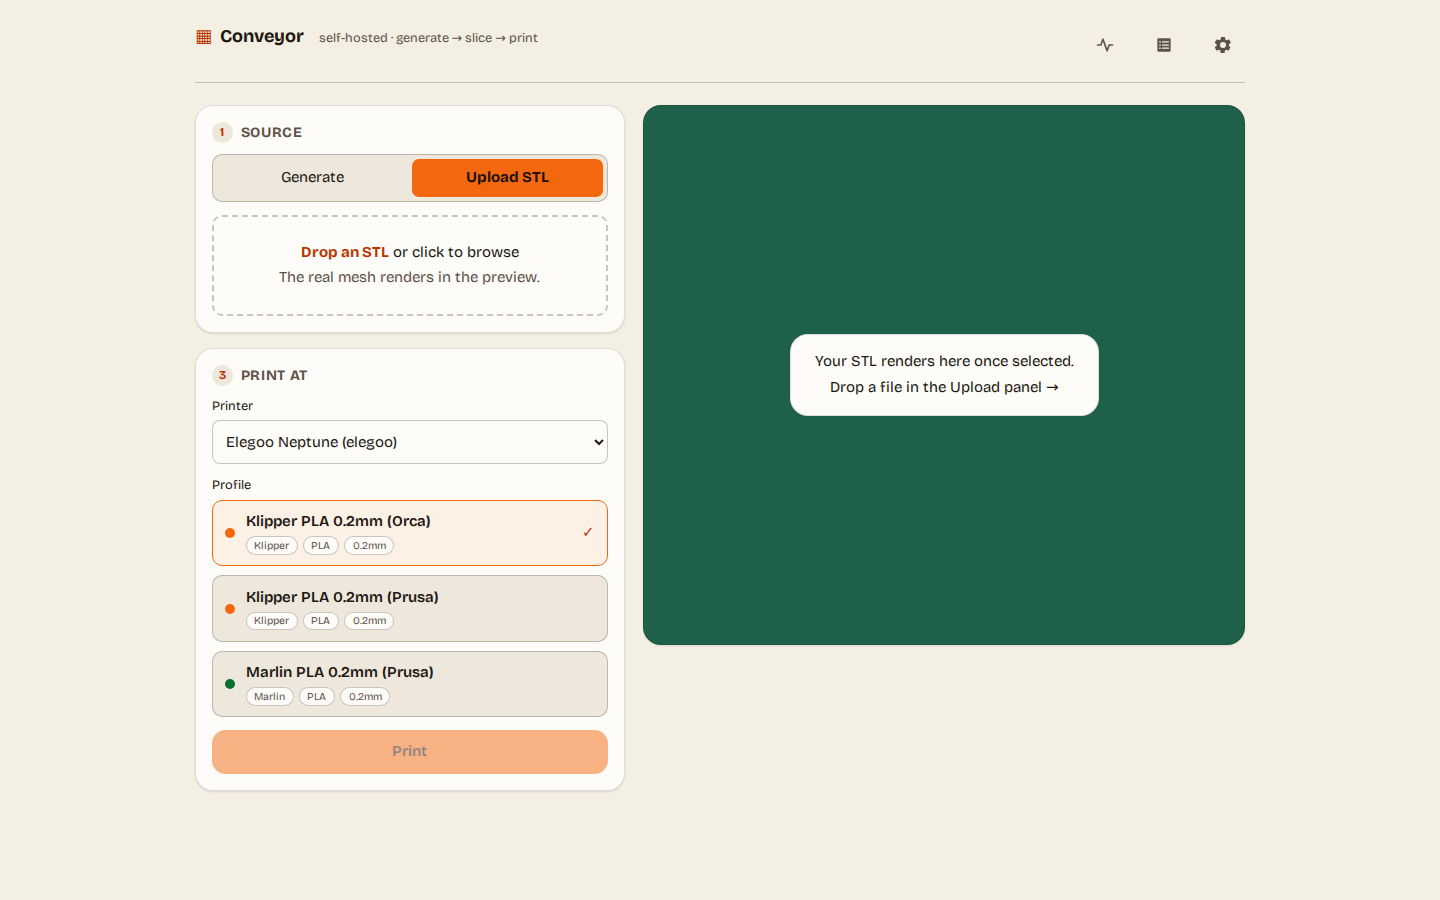 Conveyor self-hosted · generate → slice → print
1 SOURCE
Generate Upload STL
Drop an STL or click to browse
The real mesh renders in the preview.
Your STL renders here once selected.
Drop a file in the Upload panel →
3 PRINT AT
Printer
Elegoo Neptune (elegoo)
Profile
Klipper PLA 0.2mm (Orca) ✓
Klipper PLA 0.2mm
Klipper PLA 0.2mm (Prusa)
Klipper PLA 0.2mm
Marlin PLA 0.2mm (Prusa)
Marlin PLA 0.2mm
Print